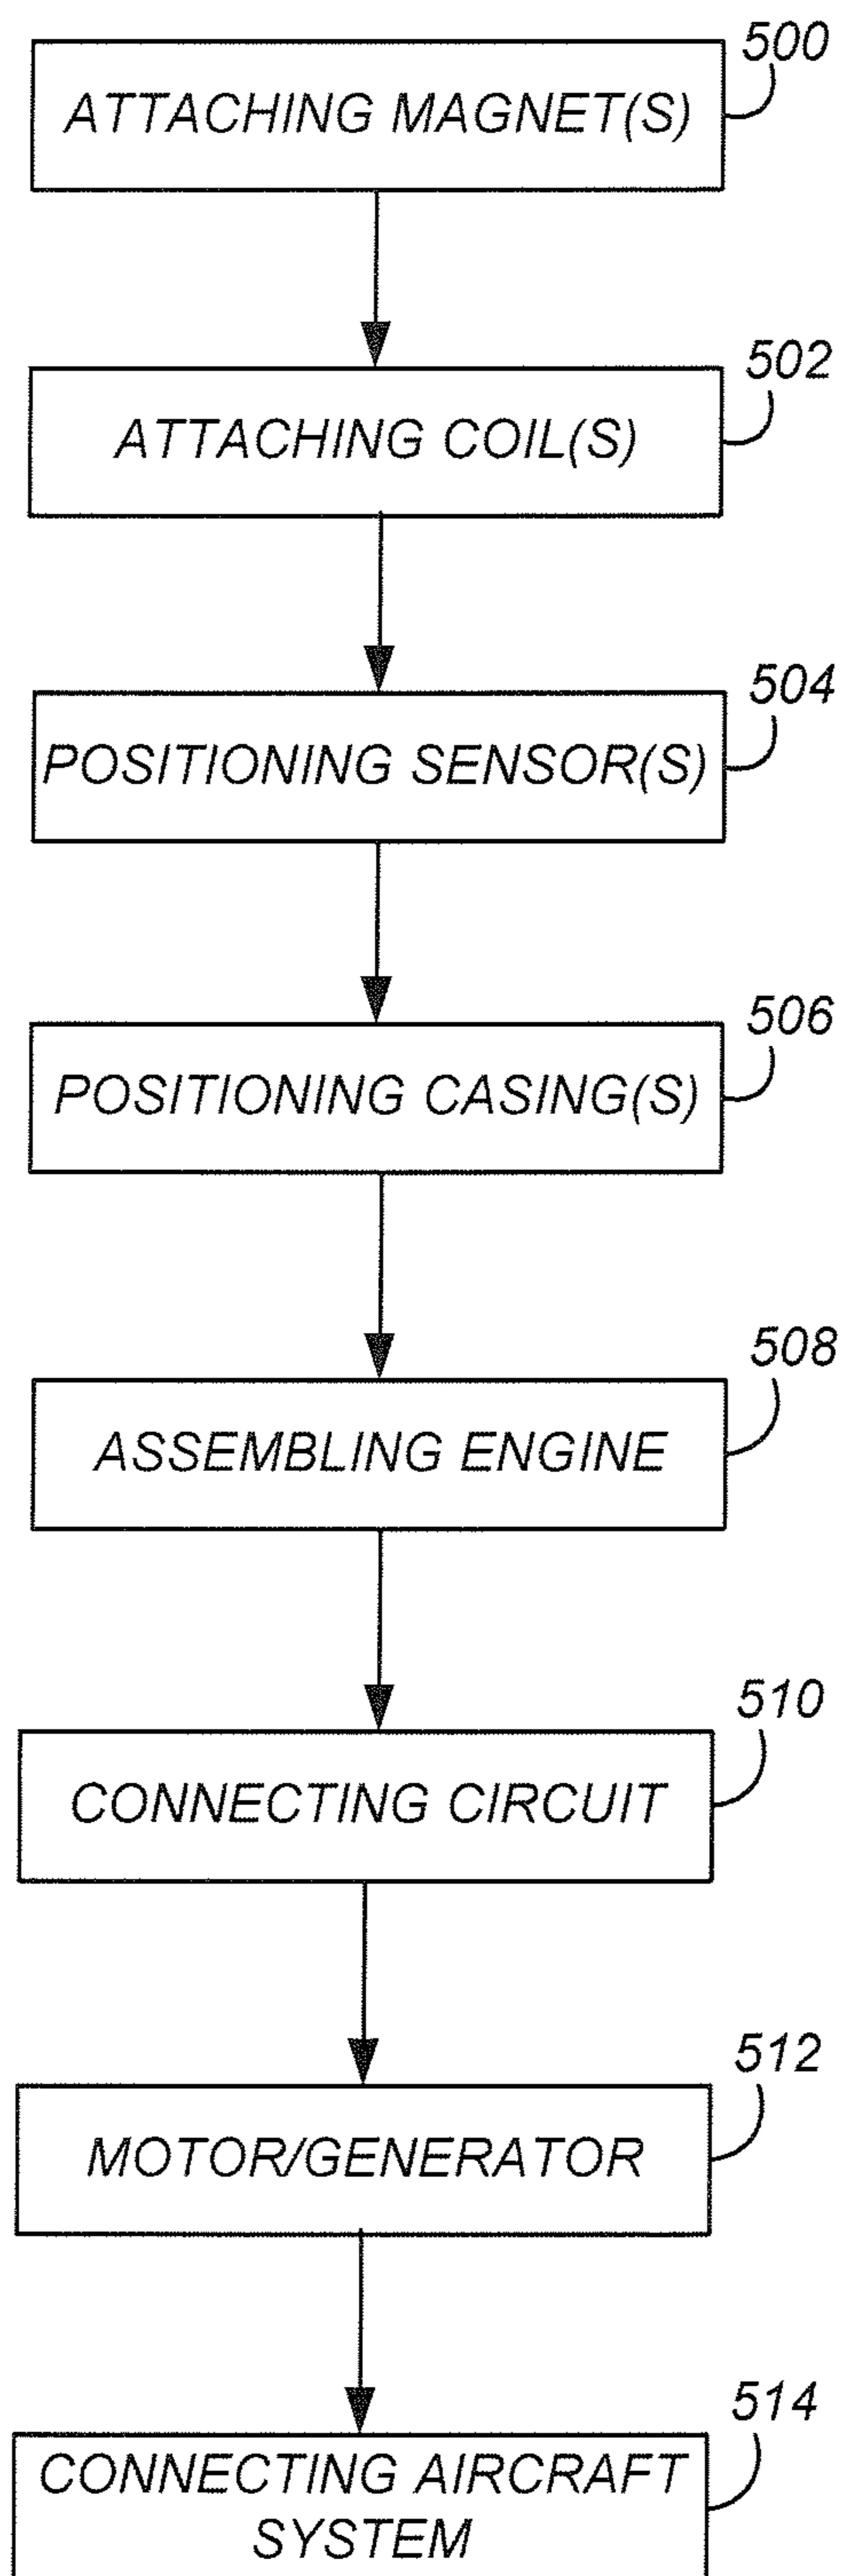 500
ATTACHING MAGNET(S)
502
ATTACHING COIL(S)
504
POSITIONING SENSOR(S)
506
POSITIONING CASING(S)
508
ASSEMBLING ENGINE
510
CONNECTING CIRCUIT
512
MOTOR/GENERATOR
514
CONNECTING AIRCRAFT
SYSTEM